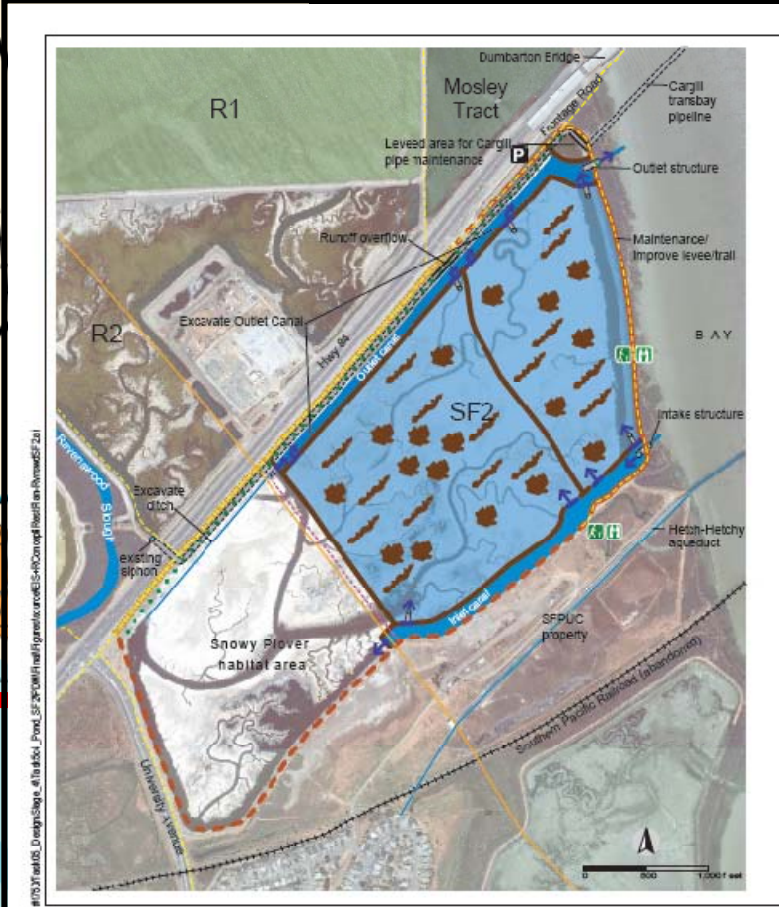 Dumbarton Bridge
R1
Mosley
Tract
Frontage Road
Cargill
transbay
pipeline
Leveed area for Cargill
pipe maintenance
P
Outlet structure
Runoff overflow
Maintenance/
Improve levee/trail
R2
Excavate Outlet Canal
Hwy 84
Outlet canal
BAY
SF2
Intake structure
Ravenswood
Slough
Excavate
ditch
existing
siphon
Hetch-Hetchy
aqueduct
Inlet canal
SFPUC
property
Snowy Plover
habitat area
Southern Pacific Railroad (abandoned)
University Avenue
0 500 1,000 Feet